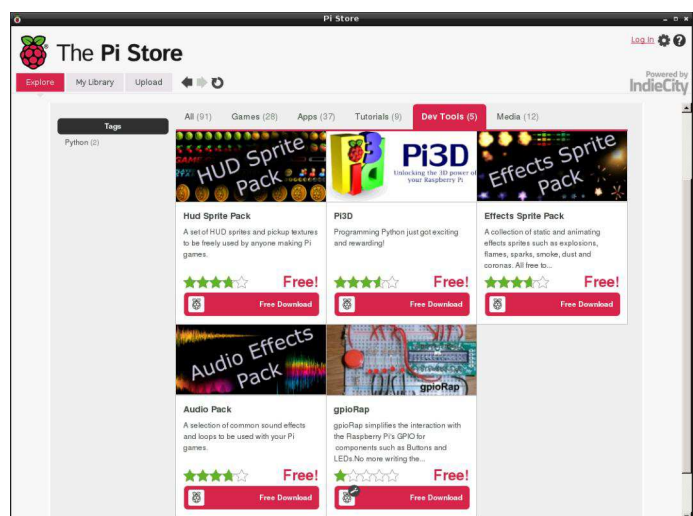 Pi Store
The Pi Store
Log In
Explore
My Library
Upload
Powered by
IndieCity
Tags
Python (2)
All (91)
Games (28)
Apps (37)
Tutorials (9)
Dev Tools (5)
Media (12)
HUD Sprite
Pack
Pi3D
Unlocking the 3D power of
your Raspberry Pi
Effects Sprite
Pack
Hud Sprite Pack
A set of HUD sprites and pickup textures
to be freely used by anyone making Pi
games.
Free!
Free Download
Pi3D
Programming Python just got exciting
and rewarding!
Free!
Free Download
Effects Sprite Pack
A collection of static and animating
effects sprites such as explosions,
flames, sparks, smoke, dust and
coronas. All free to...
Free!
Free Download
Audio Effects
Pack
gpioRap
Audio Pack
A selection of common sound effects
and loops to be used with your Pi
games.
Free!
Free Download
gpioRap
gpioRap simplifies the interaction with
the Raspberry Pi's GPIO for
components such as Buttons and
LEDs.No more writing the...
Free!
Free Download